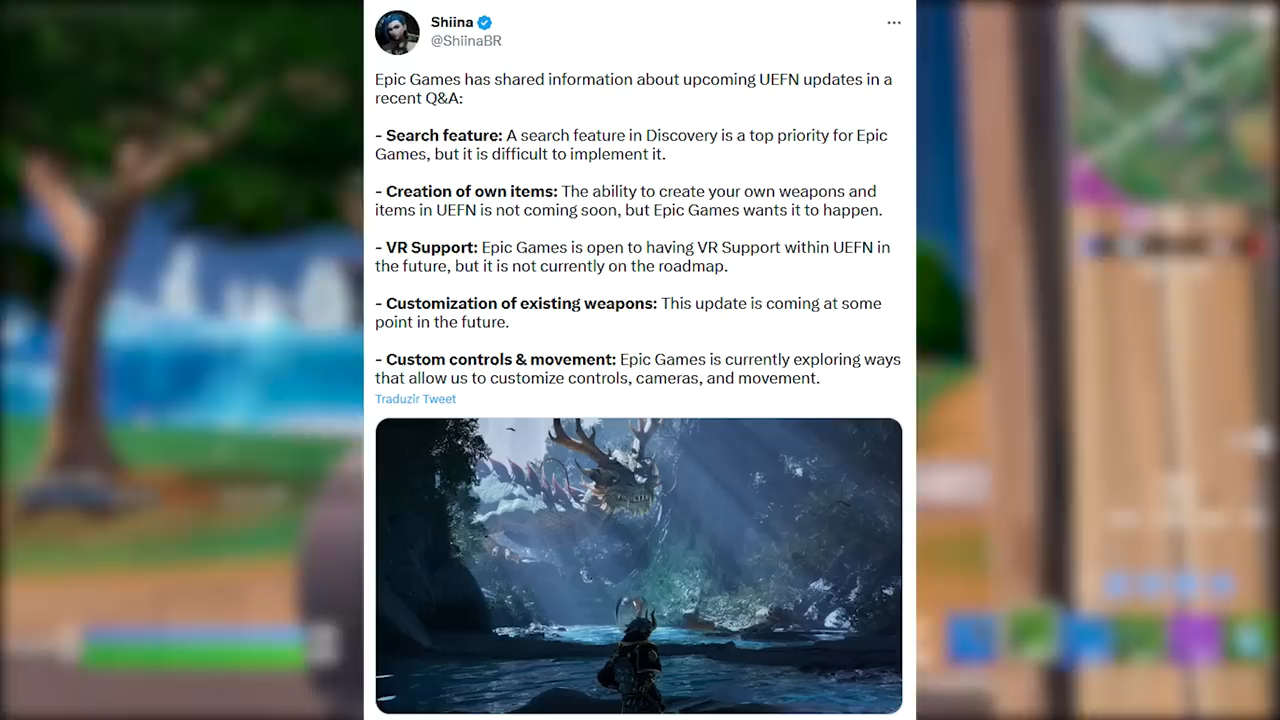 Shiina
@ShiinaBR
Epic Games has shared information about upcoming UEFN updates in a
recent Q&A:
- Search feature: A search feature in Discovery is a top priority for Epic
Games, but it is difficult to implement it.
- Creation of own items: The ability to create your own weapons and
items in UEFN is not coming soon, but Epic Games wants it to happen.
- VR Support: Epic Games is open to having VR Support within UEFN in
the future, but it is not currently on the roadmap.
- Customization of existing weapons: This update is coming at some
point in the future.
- Custom controls & movement: Epic Games is currently exploring ways
that allow us to customize controls, cameras, and movement.
Traduzir Tweet